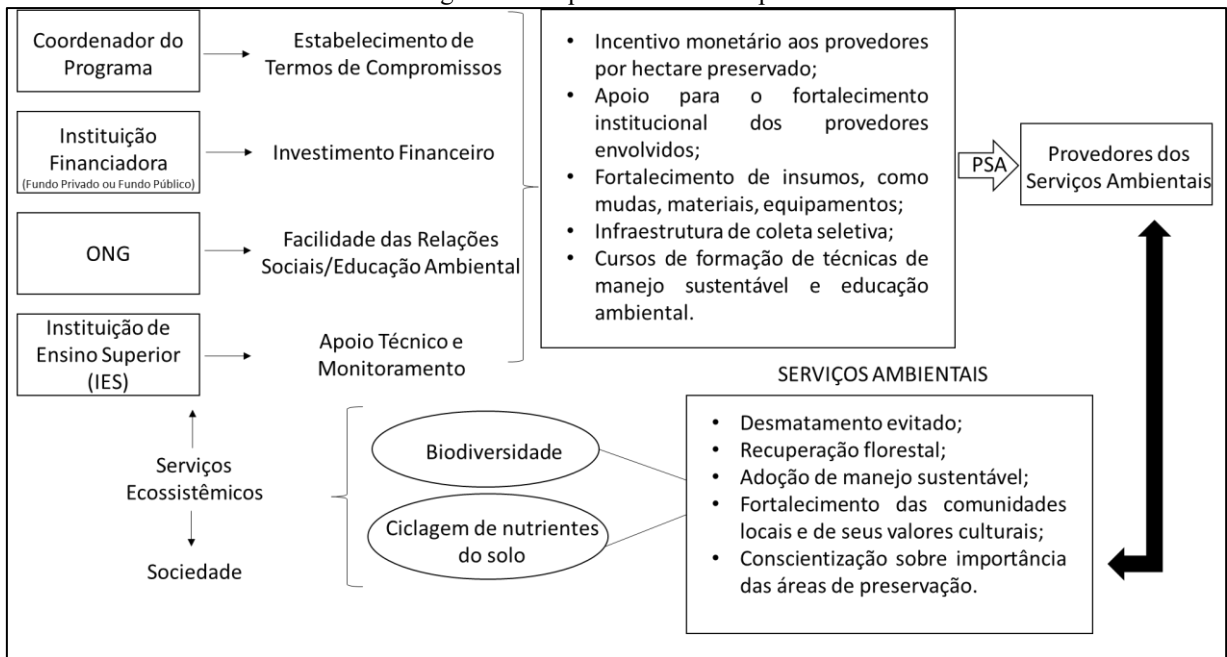 Coordenador do
Programa
Estabelecimento de
Termos de Compromissos
Instituição
Financiadora
(Fundo Privado ou Fundo Público)
Investimento Financeiro
ONG
Facilidade das Relações
Sociais/Educação Ambiental
Instituição de
Ensino Superior
(IES)
Apoio Técnico e
Monitoramento
• Incentivo monetário aos provedores
por hectare preservado;
• Apoio para o fortalecimento
institucional dos provedores
envolvidos;
• Fortalecimento de insumos, como
mudas, materiais, equipamentos;
• Infraestrutura de coleta seletiva;
• Cursos de formação de técnicas de
manejo sustentável e educação
ambiental.
PSA
Provedores dos
Serviços Ambientais
Serviços
Ecossistêmicos
Sociedade
Biodiversidade
Ciclagem de nutrientes
do solo
SERVIÇOS AMBIENTAIS
• Desmatamento evitado;
• Recuperação florestal;
• Adoção de manejo sustentável;
• Fortalecimento das comunidades
locais e de seus valores culturais;
• Conscientização sobre importância
das áreas de preservação.